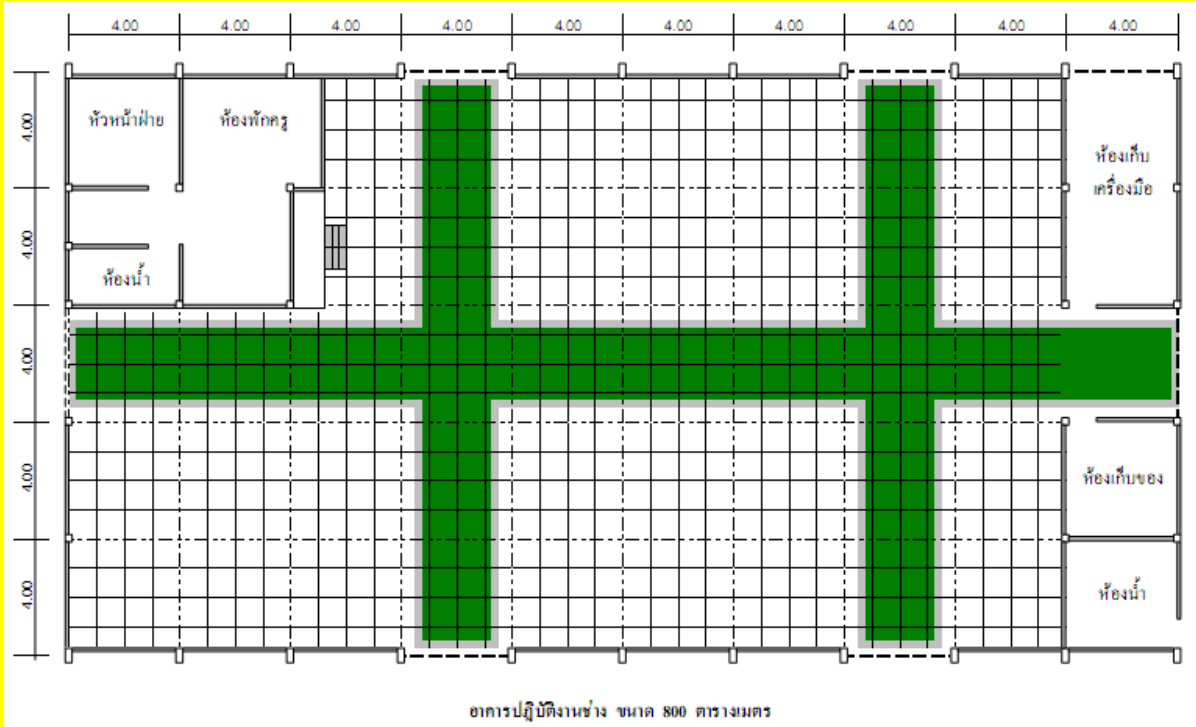 4.00 4.00 4.00 4.00 4.00 4.00 4.00 4.00 4.00 4.00
4.00
4.00
4.00
4.00
4.00
หัวหน้าฝ่าย
ห้องพักครู
ห้องน้ำ
ห้องเก็บ
เครื่องมือ
ห้องเก็บของ
ห้องน้ำ
อาคารปฎิบัติงานช่าง ขนาด 800 ตารางเมตร